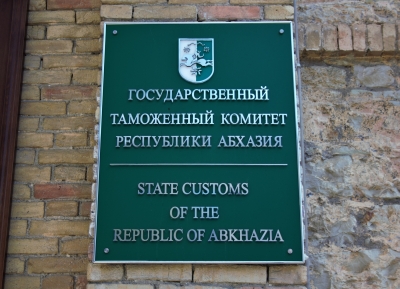 ГОСУДАРСТВЕННЫЙ
ТАМОЖЕННЫЙ КОМИТЕТ
РЕСПУБЛИКИ АБХАЗИЯ
STATE CUSTOMS
OF THE
REPUBLIC OF ABKHAZIA